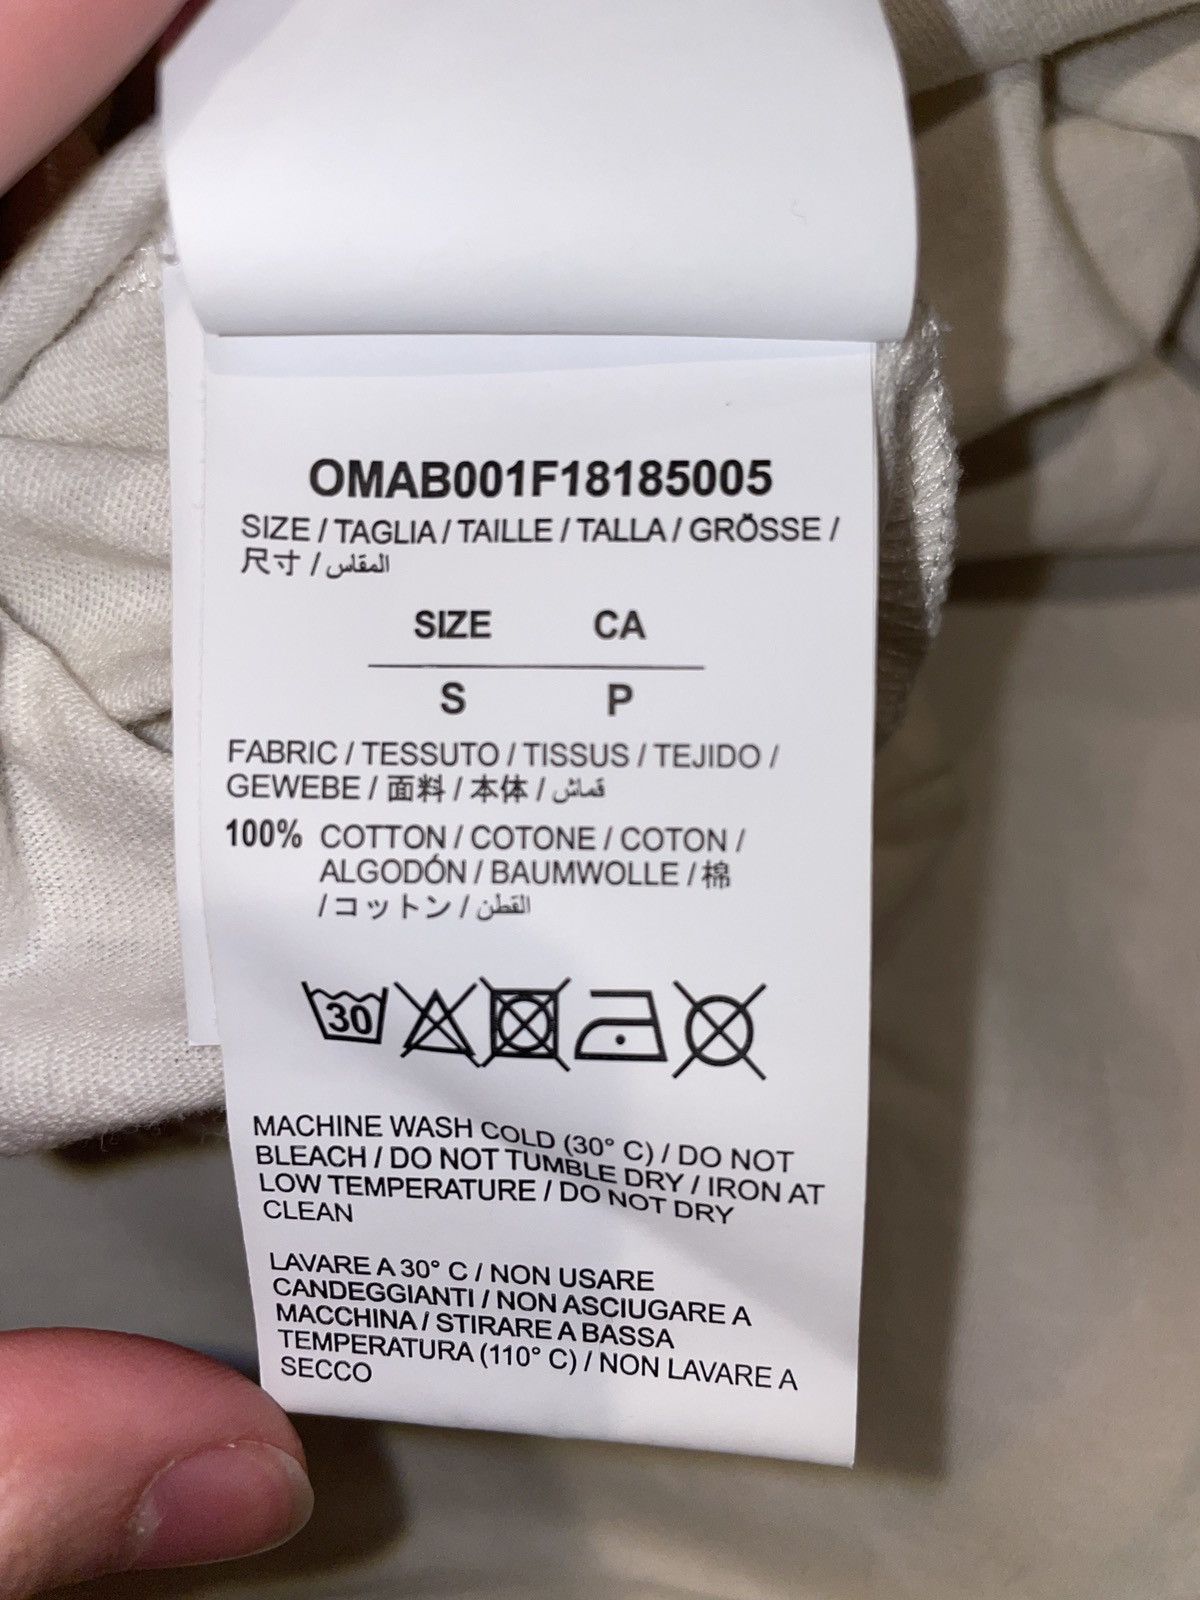 OMAB001F18185005
SIZE / TAGLIA / TAILLE / TALLA / GRÖSSE /
尺寸 / المقاس
SIZE CA
S P
FABRIC / TESSUTO / TISSUS / TEJIDO /
GEWEBE / 面料 / 本体 / قماش
100% COTTON / COTONE / COTON /
ALGODÓN / BAUMWOLLE / 棉
/ コットン / القطن
30
MACHINE WASH COLD (30° C) / DO NOT
BLEACH / DO NOT TUMBLE DRY / IRON AT
LOW TEMPERATURE / DO NOT DRY
CLEAN
LAVARE A 30° C / NON USARE
CANDEGGIANTI / NON ASCIUGARE A
MACCHINA / STIRARE A BASSA
TEMPERATURA (110° C) / NON LAVARE A
SECCO